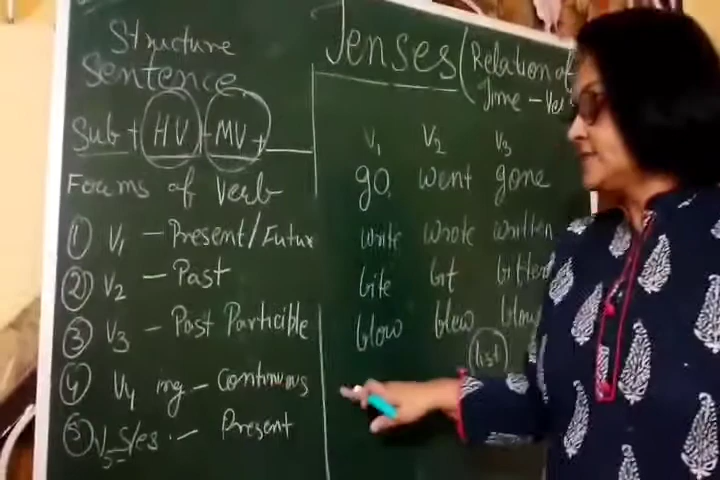 Structure
Sentence
Sub + HV + MV + ____
Forms of Verb
① V₁ — Present/Futur
② V₂ — Past
③ V₃ — Past Participle
④ V₄ ing — Continuous
⑤ V₅ S/es — Present
Tenses (Relation of
Time — Ver
V₁ V₂ V₃
go, went gone
write wrote written
bite bit bitten
blow blew blow
list